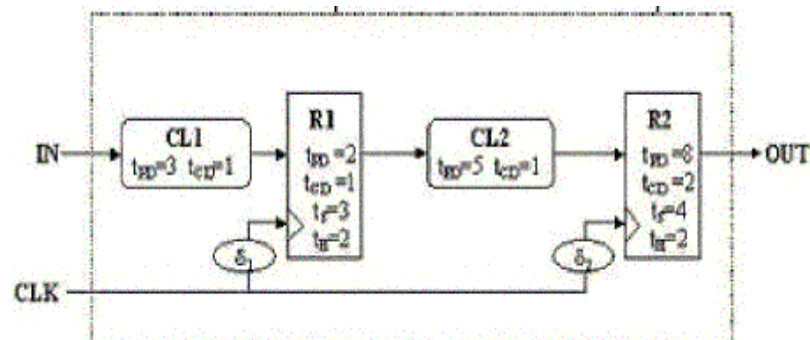 IN
CL1
tPD=3 tCD=1
R1
tPD=2
tCD=1
tS=3
tH=2
CL2
tPD=5 tCD=1
R2
tPD=8
tCD=2
tS=4
tH=2
OUT
δ1
δ2
CLK